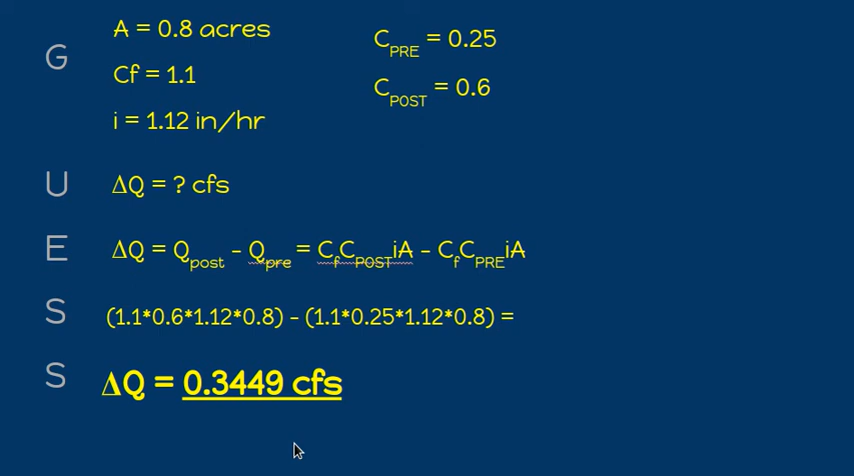 G
A = 0.8 acres
Cf = 1.1
i = 1.12 in/hr
C_PRE = 0.25
C_POST = 0.6
U ΔQ = ? cfs
E ΔQ = Q_post – Q_pre = C_fC_POSTiA – C_fC_PREiA
S (1.1*0.6*1.12*0.8) – (1.1*0.25*1.12*0.8) =
S ΔQ = 0.3449 cfs